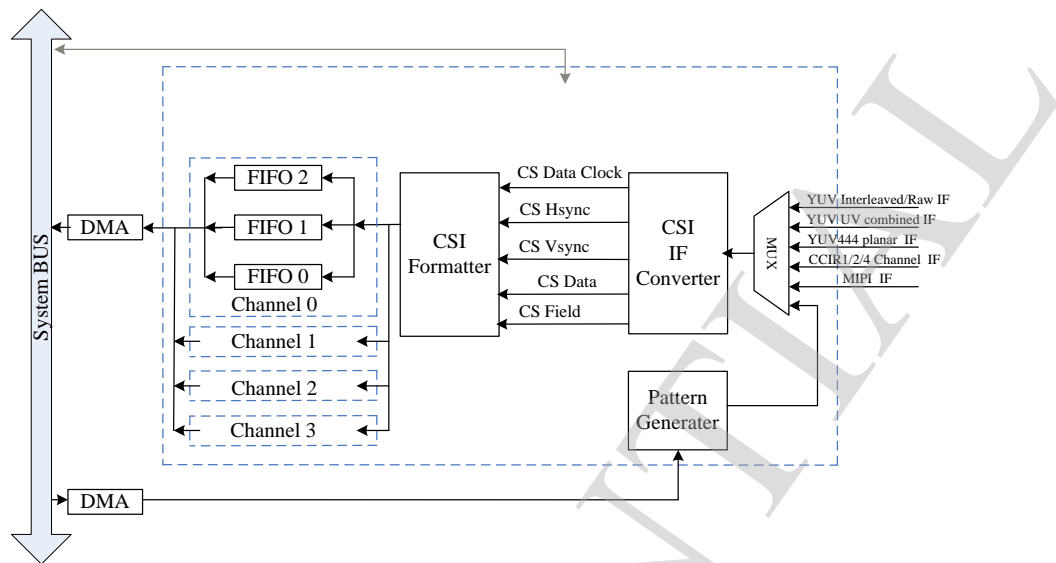 System BUS
DMA
FIFO 2
FIFO 1
FIFO 0
Channel 0
Channel 1
Channel 2
Channel 3
CSI
Formatter
CS Data Clock
CS Hsync
CS Vsync
CS Data
CS Field
CSI
IF
Converter
MUX
YUV Interleaved/Raw IF
YUV UV combined IF
YUV444 planar IF
CCIR1/2/4 Channel IF
MIPI IF
Pattern
Generater
DMA
NTIAL